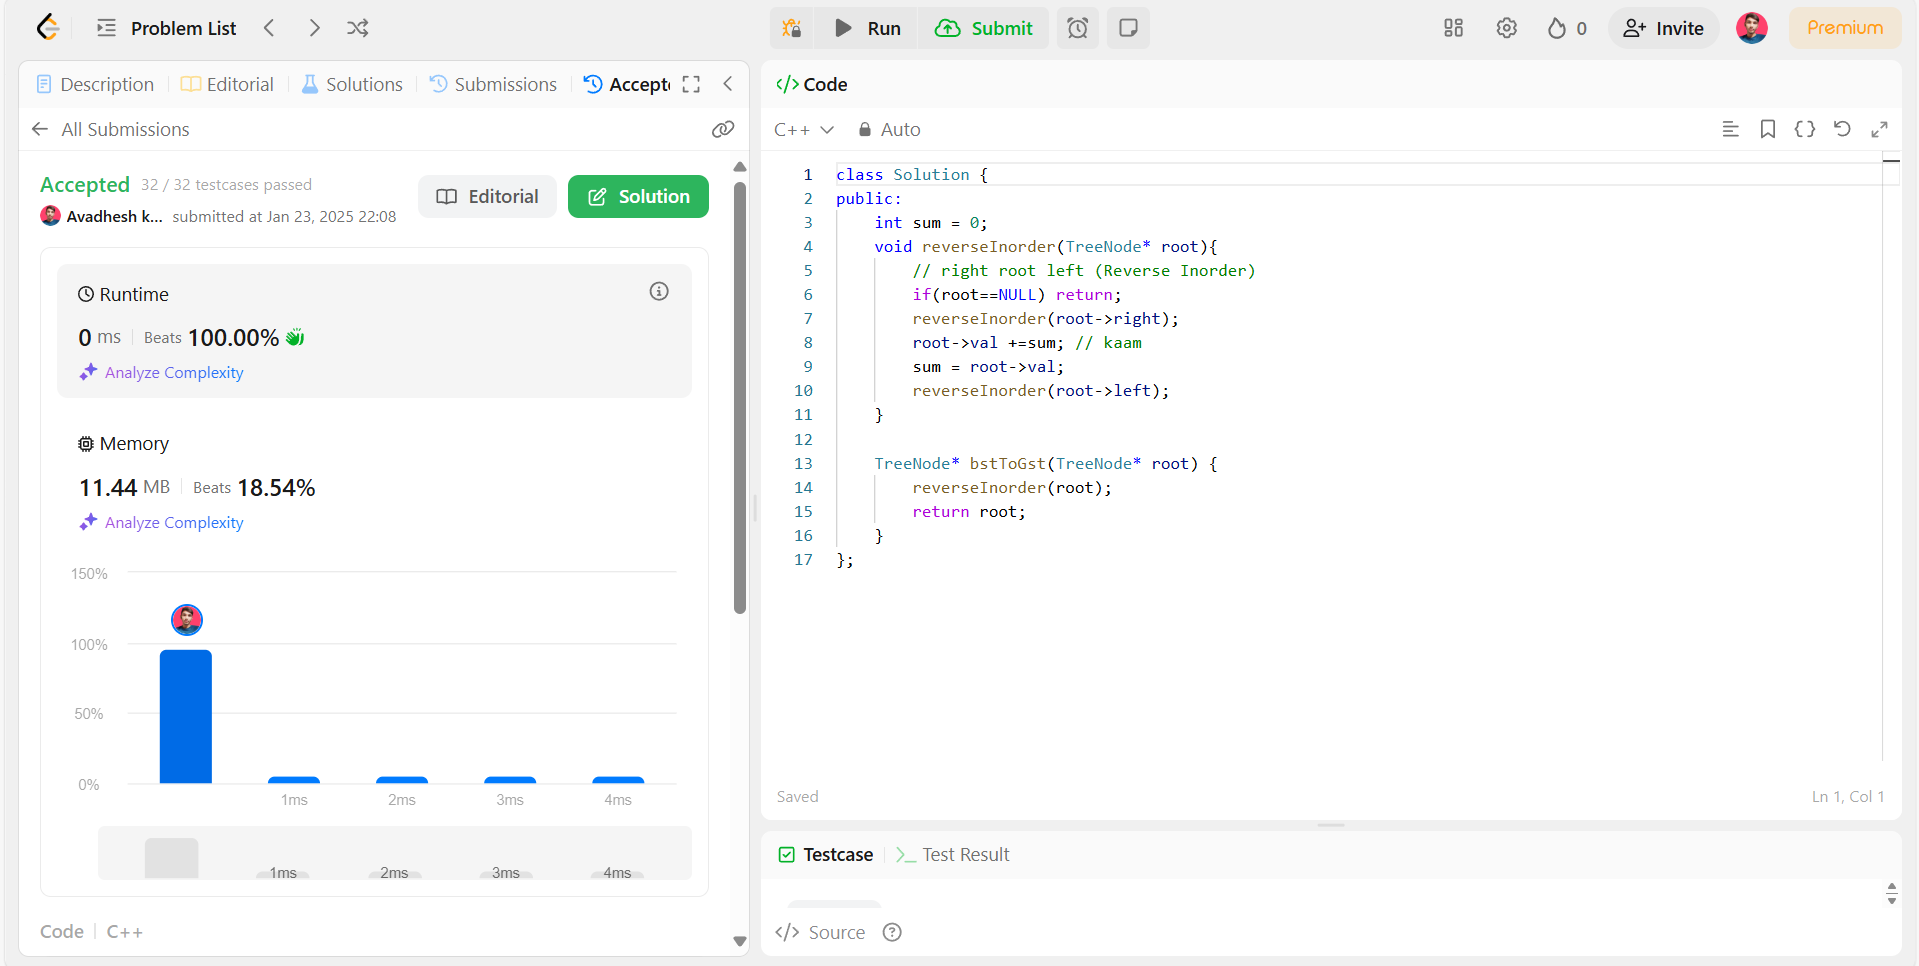 Problem List
Run
Submit
0
Invite
Premium
Description
Editorial
Solutions
Submissions
Accepte
All Submissions
Accepted 32 / 32 testcases passed
Avadhesh k... submitted at Jan 23, 2025 22:08
Editorial
Solution
Runtime
0 ms Beats 100.00%
Analyze Complexity
Memory
11.44 MB Beats 18.54%
Analyze Complexity
150%
100%
50%
0%
1ms 2ms 3ms 4ms
1ms 2ms 3ms 4ms
Code C++
</> Code
C++ Auto
1 class Solution {
2 public:
3     int sum = 0;
4     void reverseInorder(TreeNode* root){
5         // right root left (Reverse Inorder)
6         if(root==NULL) return;
7         reverseInorder(root->right);
8         root->val +=sum; // kaam
9         sum = root->val;
10         reverseInorder(root->left);
11     }
12
13     TreeNode* bstToGst(TreeNode* root) {
14         reverseInorder(root);
15         return root;
16     }
17 };
Saved
Ln 1, Col 1
Testcase
Test Result
</> Source